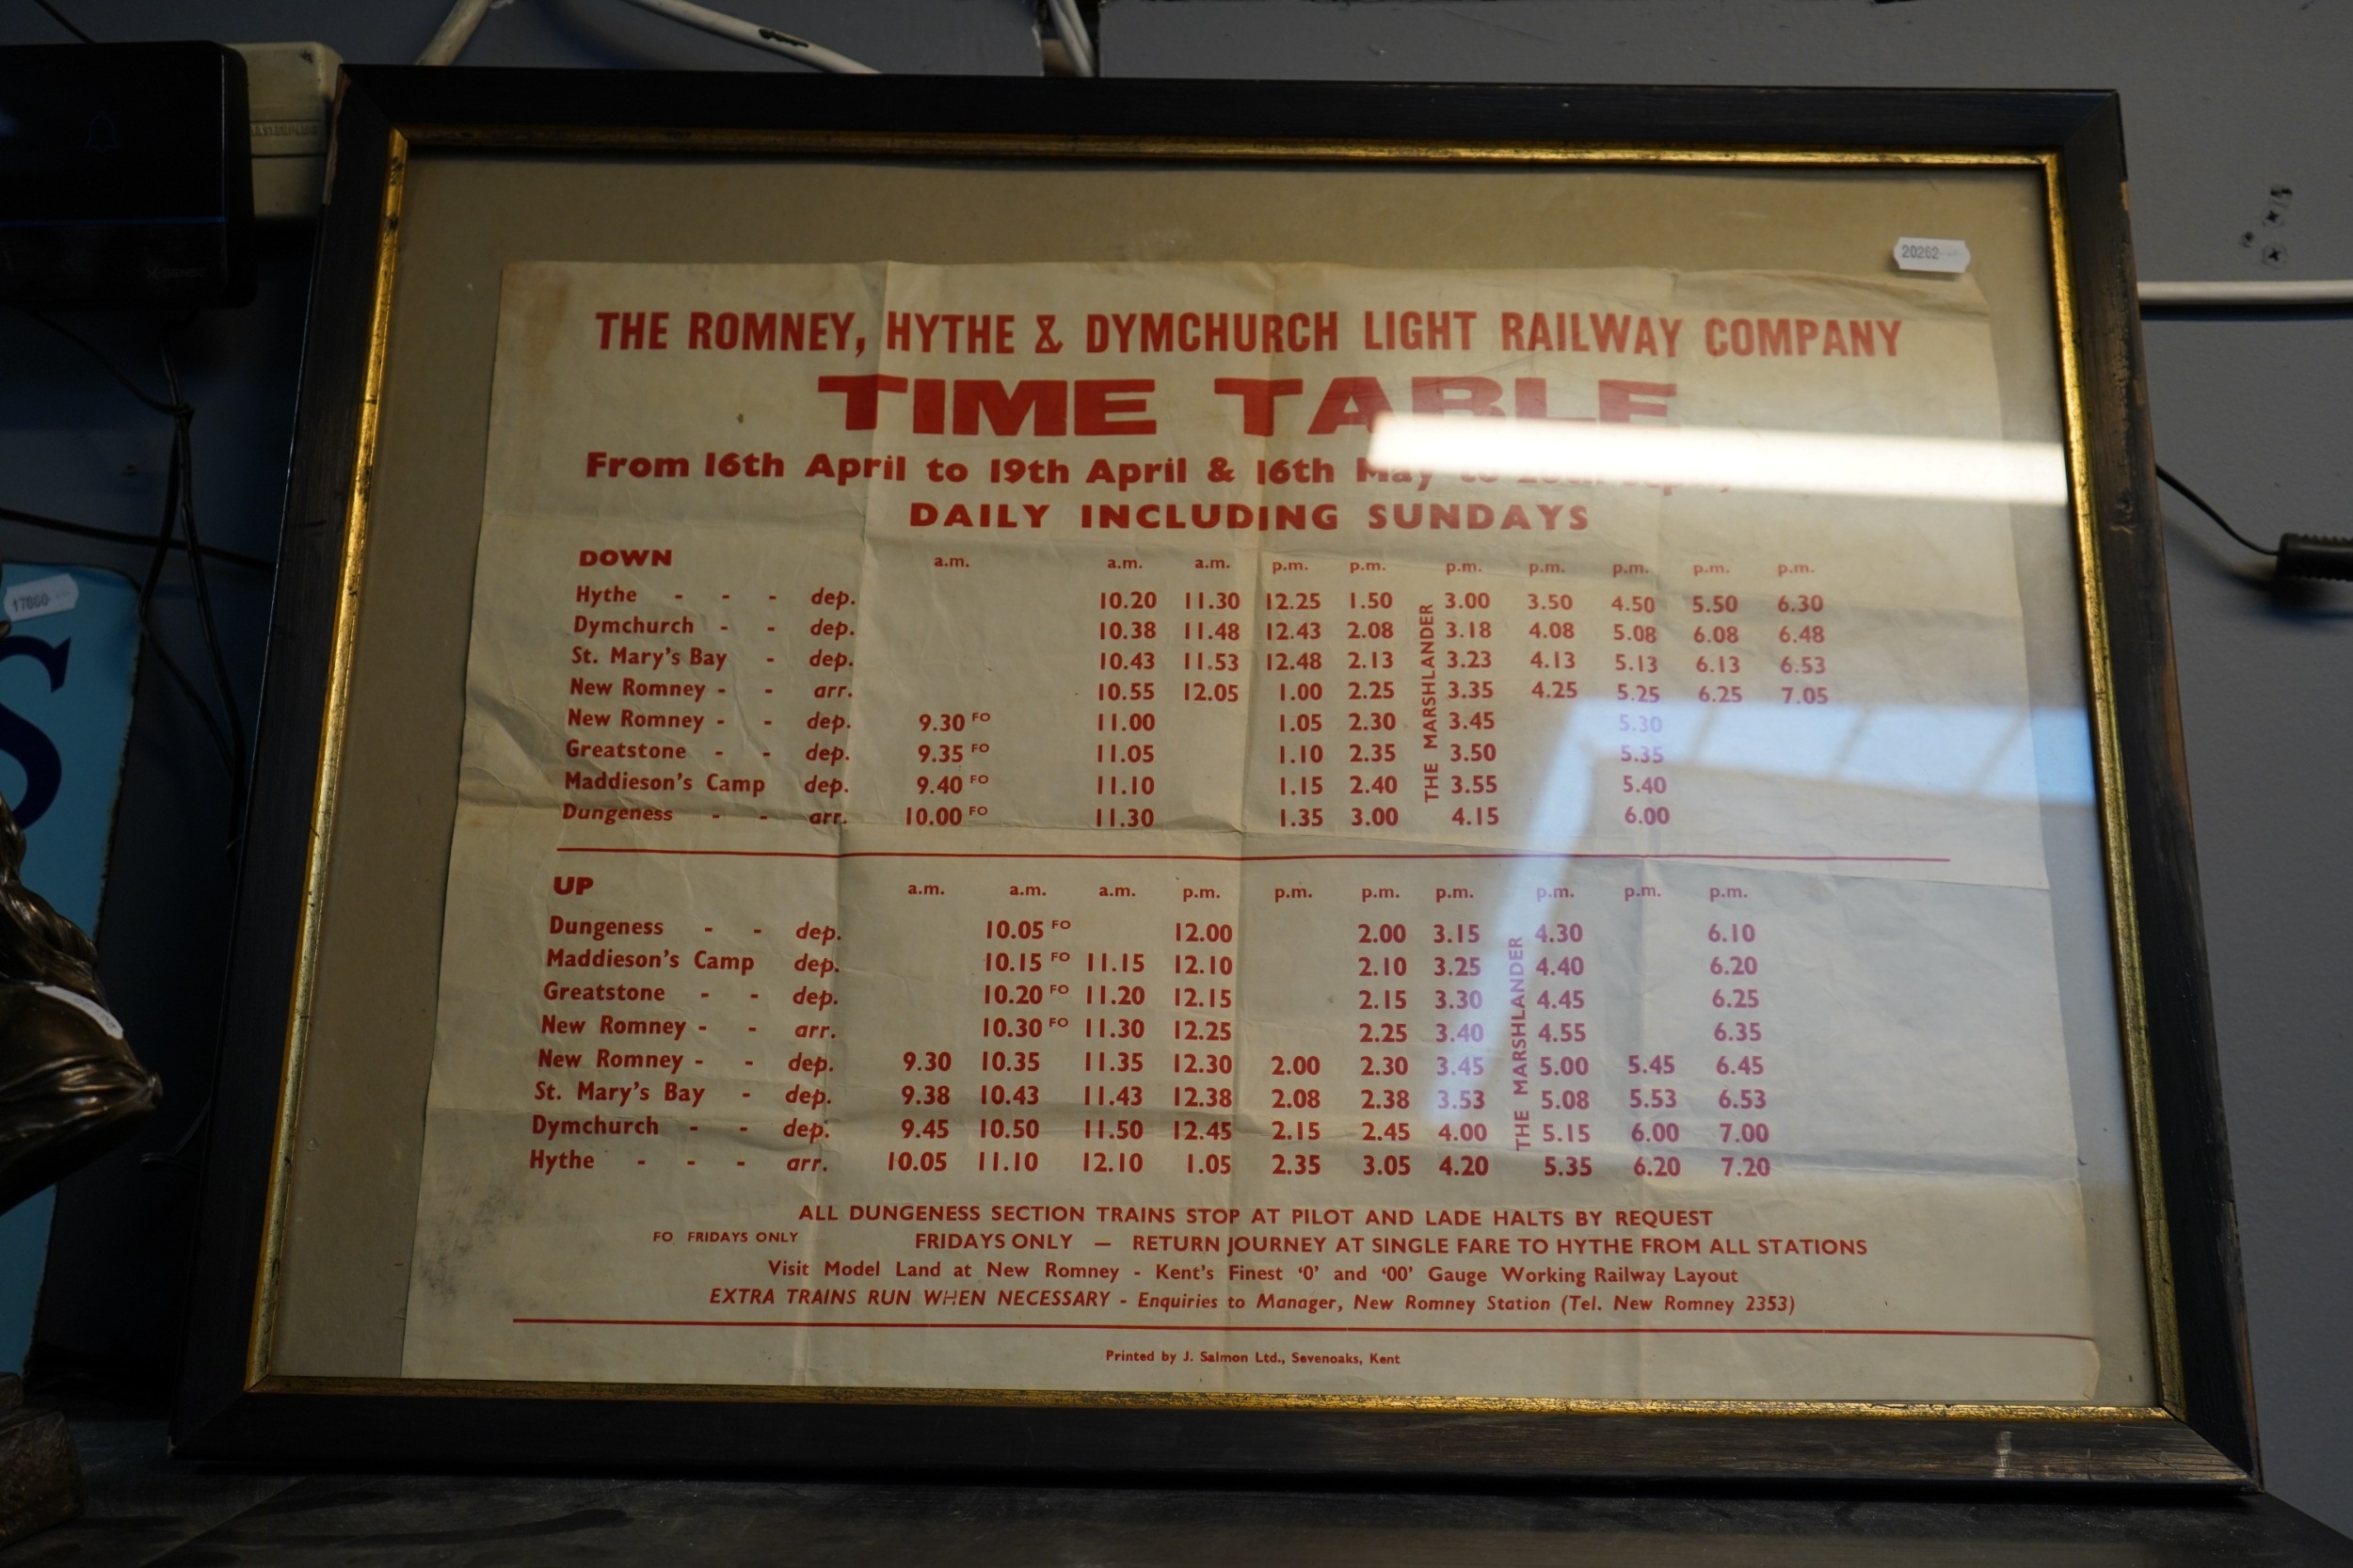 20262
THE ROMNEY, HYTHE & DYMCHURCH LIGHT RAILWAY COMPANY
TIME TABLE
From 16th April to 19th April & 16th May to
DAILY INCLUDING SUNDAYS
DOWN a.m. a.m. a.m. p.m. p.m. p.m. p.m. p.m. p.m. p.m.
Hythe - - - dep. 10.20 11.30 12.25 1.50 3.00 3.50 4.50 5.50 6.30
Dymchurch - - dep. 10.38 11.48 12.43 2.08 3.18 4.08 5.08 6.08 6.48
St. Mary's Bay - dep. 10.43 11.53 12.48 2.13 3.23 4.13 5.13 6.13 6.53
New Romney - - arr. 10.55 12.05 1.00 2.25 3.35 4.25 5.25 6.25 7.05
New Romney - - dep. 9.30 FO 11.00 1.05 2.30 3.45 5.30
Greatstone - - dep. 9.35 FO 11.05 1.10 2.35 3.50 5.35
Maddieson's Camp dep. 9.40 FO 11.10 1.15 2.40 3.55 5.40
Dungeness - - arr. 10.00 FO 11.30 1.35 3.00 4.15 6.00
THE MARSHLANDER
UP a.m. a.m. a.m. p.m. p.m. p.m. p.m. p.m. p.m. p.m.
Dungeness - - dep. 10.05 FO 12.00 2.00 3.15 4.30 6.10
Maddieson's Camp dep. 10.15 FO 11.15 12.10 2.10 3.25 4.40 6.20
Greatstone - - dep. 10.20 FO 11.20 12.15 2.15 3.30 4.45 6.25
New Romney - - arr. 10.30 FO 11.30 12.25 2.25 3.40 4.55 6.35
New Romney - - dep. 9.30 10.35 11.35 12.30 2.00 2.30 3.45 5.00 5.45 6.45
St. Mary's Bay - dep. 9.38 10.43 11.43 12.38 2.08 2.38 3.53 5.08 5.53 6.53
Dymchurch - - dep. 9.45 10.50 11.50 12.45 2.15 2.45 4.00 5.15 6.00 7.00
Hythe - - - arr. 10.05 11.10 12.10 1.05 2.35 3.05 4.20 5.35 6.20 7.20
THE MARSHLANDER
ALL DUNGENESS SECTION TRAINS STOP AT PILOT AND LADE HALTS BY REQUEST
FO FRIDAYS ONLY FRIDAYS ONLY — RETURN JOURNEY AT SINGLE FARE TO HYTHE FROM ALL STATIONS
Visit Model Land at New Romney - Kent's Finest '0' and '00' Gauge Working Railway Layout
EXTRA TRAINS RUN WHEN NECESSARY - Enquiries to Manager, New Romney Station (Tel. New Romney 2353)
Printed by J. Salmon Ltd., Sevenoaks, Kent
17860
S